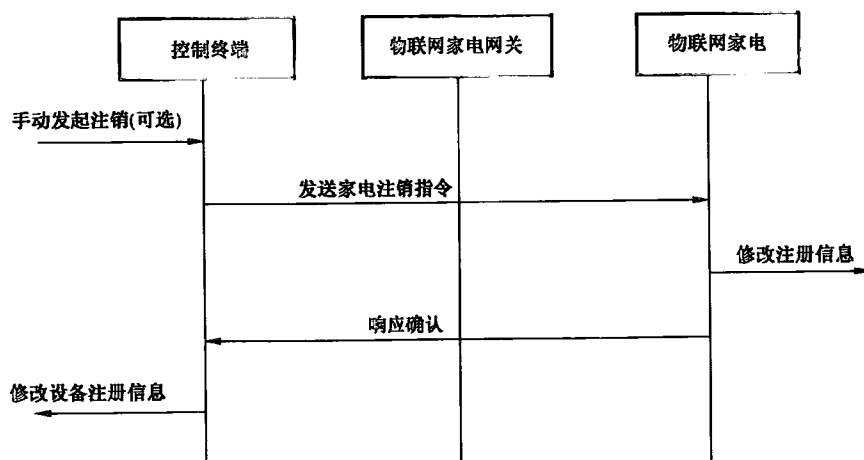 控制终端
物联网家电网关
物联网家电
手动发起注销(可选)
发送家电注销指令
修改注册信息
响应确认
修改设备注册信息